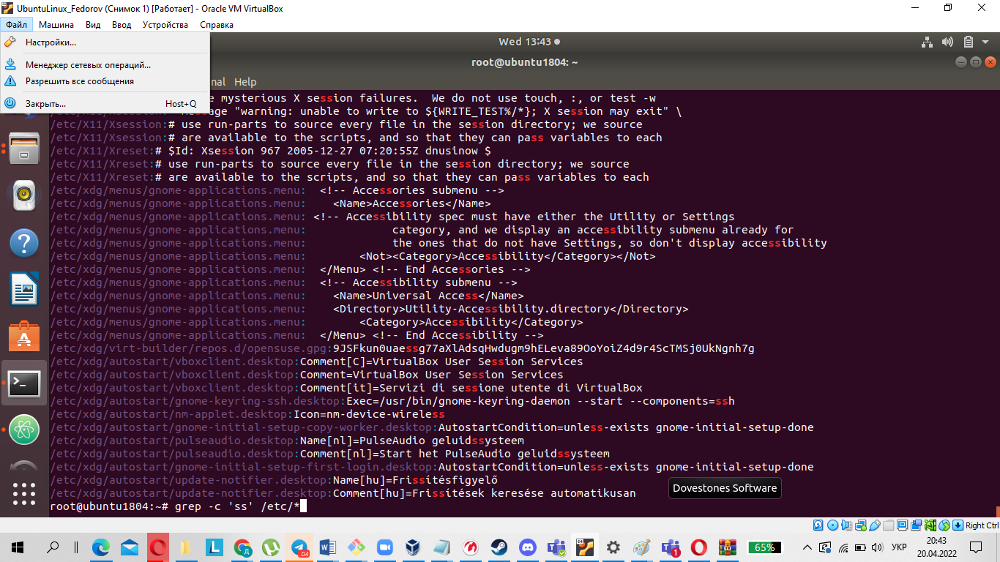 UbuntuLinux_Fedorov (Снимок 1) [Работает] - Oracle VM VirtualBox
Файл Машина Вид Ввод Устройства Справка
Настройки...
Менеджер сетевых операций...
Разрешить все сообщения
Закрыть... Host+Q
Wed 13:43
root@ubuntu1804: ~
nal Help
e mysterious X session failures.  We do not use touch, :, or test -w
age "warning: unable to write to ${WRITE_TEST%/*}; X session may exit" \
/etc/X11/Xsession:# use run-parts to source every file in the session directory; we source
/etc/X11/Xsession:# are available to the scripts, and so that they can pass variables to each
/etc/X11/Xreset:# $Id: Xsession 967 2005-12-27 07:20:55Z dnusinow $
/etc/X11/Xreset:# use run-parts to source every file in the session directory; we source
/etc/X11/Xreset:# are available to the scripts, and so that they can pass variables to each
/etc/xdg/menus/gnome-applications.menu:  <!-- Accessories submenu -->
/etc/xdg/menus/gnome-applications.menu:    <Name>Accessories</Name>
/etc/xdg/menus/gnome-applications.menu: <!-- Accessibility spec must have either the Utility or Settings
/etc/xdg/menus/gnome-applications.menu:             category, and we display an accessibility submenu already for
/etc/xdg/menus/gnome-applications.menu:             the ones that do not have Settings, so don't display accessibility
/etc/xdg/menus/gnome-applications.menu:        <Not><Category>Accessibility</Category></Not>
/etc/xdg/menus/gnome-applications.menu:  </Menu> <!-- End Accessories -->
/etc/xdg/menus/gnome-applications.menu:  <!-- Accessibility submenu -->
/etc/xdg/menus/gnome-applications.menu:    <Name>Universal Access</Name>
/etc/xdg/menus/gnome-applications.menu:    <Directory>Utility-Accessibility.directory</Directory>
/etc/xdg/menus/gnome-applications.menu:        <Category>Accessibility</Category>
/etc/xdg/menus/gnome-applications.menu:  </Menu> <!-- End Accessibility -->
/etc/xdg/virt-builder/repos.d/opensuse.gpg:9JSFkun0uaessg77aXlAdsqHwdugm9hELeva89OoYoiZ4d9r4ScTMSj0UkNgnh7g
/etc/xdg/autostart/vboxclient.desktop:Comment[C]=VirtualBox User Session Services
/etc/xdg/autostart/vboxclient.desktop:Comment=VirtualBox User Session Services
/etc/xdg/autostart/vboxclient.desktop:Comment[it]=Servizi di sessione utente di VirtualBox
/etc/xdg/autostart/gnome-keyring-ssh.desktop:Exec=/usr/bin/gnome-keyring-daemon --start --components=ssh
/etc/xdg/autostart/nm-applet.desktop:Icon=nm-device-wireless
/etc/xdg/autostart/gnome-initial-setup-copy-worker.desktop:AutostartCondition=unless-exists gnome-initial-setup-done
/etc/xdg/autostart/pulseaudio.desktop:Name[nl]=PulseAudio geluidssysteem
/etc/xdg/autostart/pulseaudio.desktop:Comment[nl]=Start het PulseAudio geluidssysteem
/etc/xdg/autostart/gnome-initial-setup-first-login.desktop:AutostartCondition=unless-exists gnome-initial-setup-done
/etc/xdg/autostart/update-notifier.desktop:Name[hu]=Frissítésfigyelő
Dovestones Software
/etc/xdg/autostart/update-notifier.desktop:Comment[hu]=Frissítések keresése automatikusan
root@ubuntu1804:~# grep -c 'ss' /etc/*
Right Ctrl
65%
УКР
20:43
20.04.2022